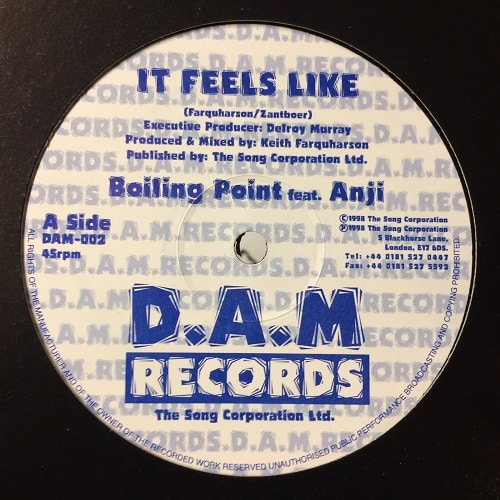 IT FEELS LIKE
(Farquharson/Zantboer)
Executive Producer: Delroy Murray
Produced & Mixed by: Keith Farquharson
Published by: The Song Corporation Ltd.
Boiling Point feat. Anji
A Side
DAM-002
45rpm
©1998 The Song Corporation
℗1998 The Song Corporation
5 Blackhorse Lane,
London, E17 6DS.
Tel: +44 0181 527 0447
Fax: +44 0181 527 5593
D.A.M
RECORDS
The Song Corporation Ltd.
ALL RIGHTS OF THE MANUFACTURER AND OF THE OWNER OF THE RECORDED WORK RESERVED UNAUTHORISED PUBLIC PERFORMANCE BROADCASTING AND COPYING PROHIBITED.